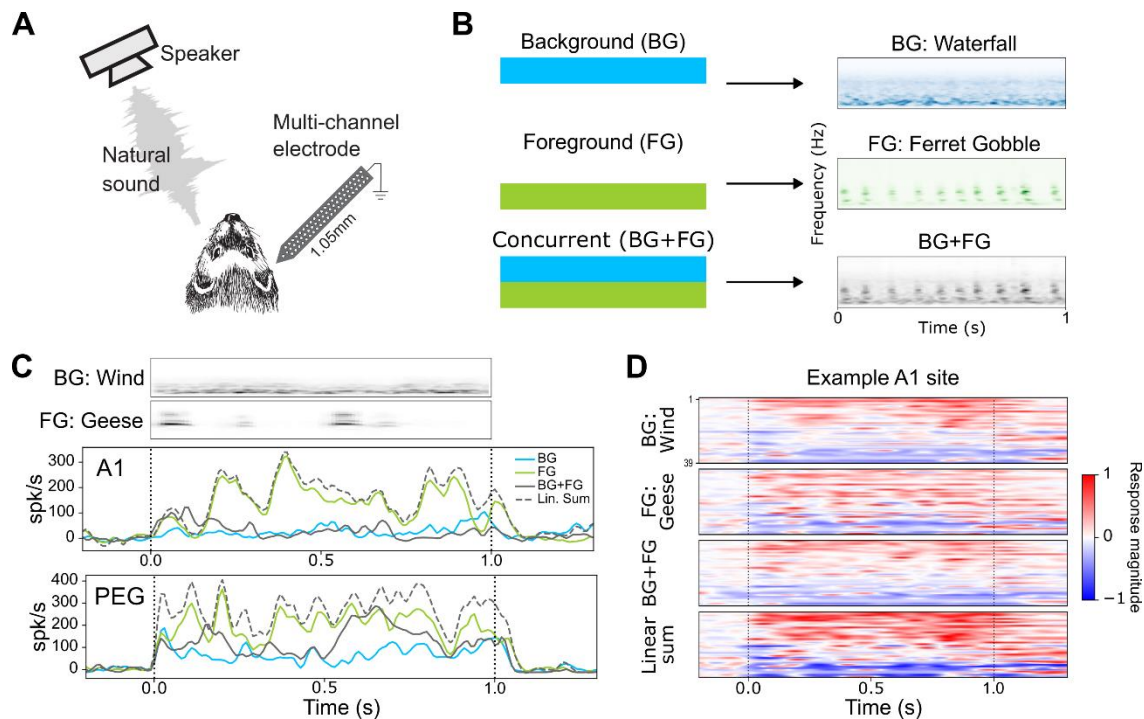 A
Speaker
Natural
sound
Multi-channel
electrode
1.05mm
B
Background (BG)
Foreground (FG)
Concurrent (BG+FG)
BG: Waterfall
FG: Ferret Gobble
BG+FG
Frequency (Hz)
0
1
Time (s)
C
BG: Wind
FG: Geese
A1
BG
FG
BG+FG
Lin. Sum
spk/s
300
200
100
0
0.0
0.5
1.0
PEG
spk/s
400
300
200
100
0
0.0
0.5
1.0
Time (s)
D
Example A1 site
BG:
Wind
1
39
FG:
Geese
BG+FG
Linear
sum
0.0
0.5
1.0
Time (s)
1
0
−1
Response magnitude